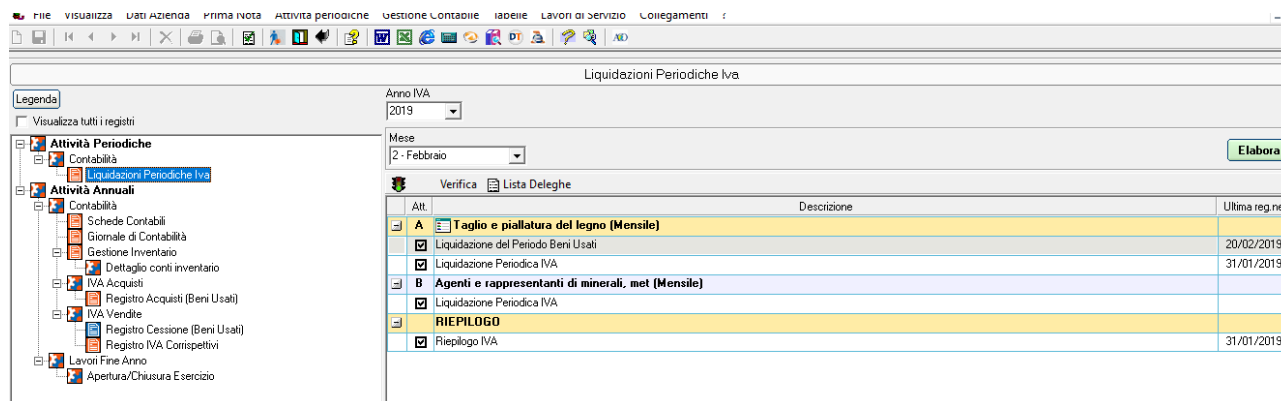 File Visualizza Dati Azienda Prima Nota Attività periodiche Gestione Contabile Tabelle Lavori di Servizio Collegamenti ?
Liquidazioni Periodiche Iva
Legenda
Visualizza tutti i registri
Attività Periodiche
Contabilità
Liquidazioni Periodiche Iva
Attività Annuali
Contabilità
Schede Contabili
Giornale di Contabilità
Gestione Inventario
Dettaglio conti inventario
IVA Acquisti
Registro Acquisti (Beni Usati)
IVA Vendite
Registro Cessione (Beni Usati)
Registro IVA Corrispettivi
Lavori Fine Anno
Apertura/Chiusura Esercizio
Anno IVA
2019
Mese
2 - Febbraio
Elabora
Verifica Lista Deleghe
Att. Descrizione Ultima reg.ne
A Taglio e piallatura del legno (Mensile)
Liquidazione del Periodo Beni Usati 20/02/2019
Liquidazione Periodica IVA 31/01/2019
B Agenti e rappresentanti di minerali, met (Mensile)
Liquidazione Periodica IVA
RIEPILOGO
Riepilogo IVA 31/01/2019